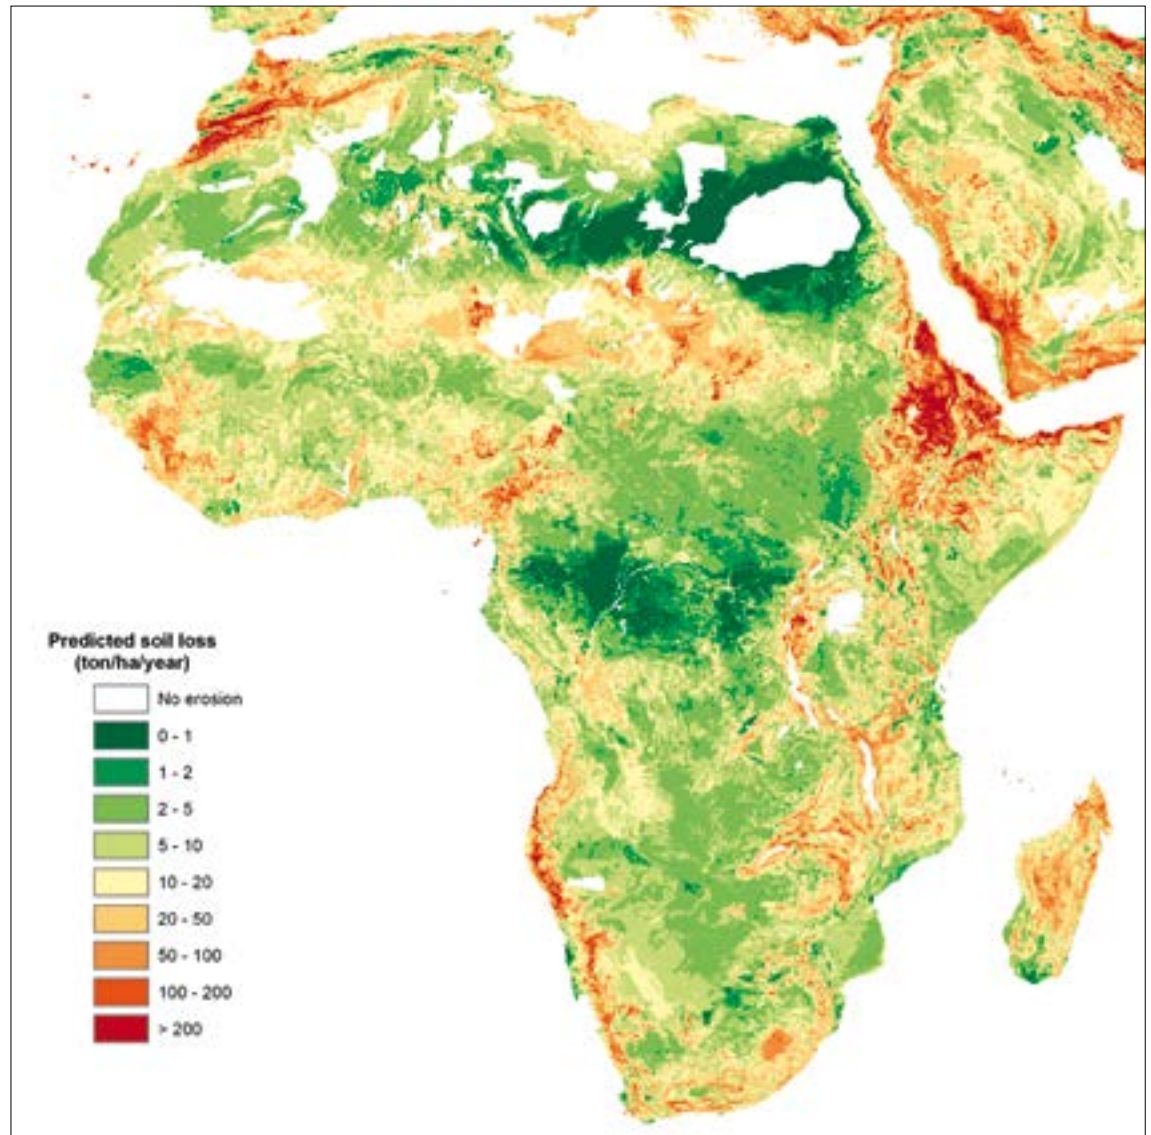 Predicted soil loss
(ton/ha/year)
No erosion
0 - 1
1 - 2
2 - 5
5 - 10
10 - 20
20 - 50
50 - 100
100 - 200
> 200